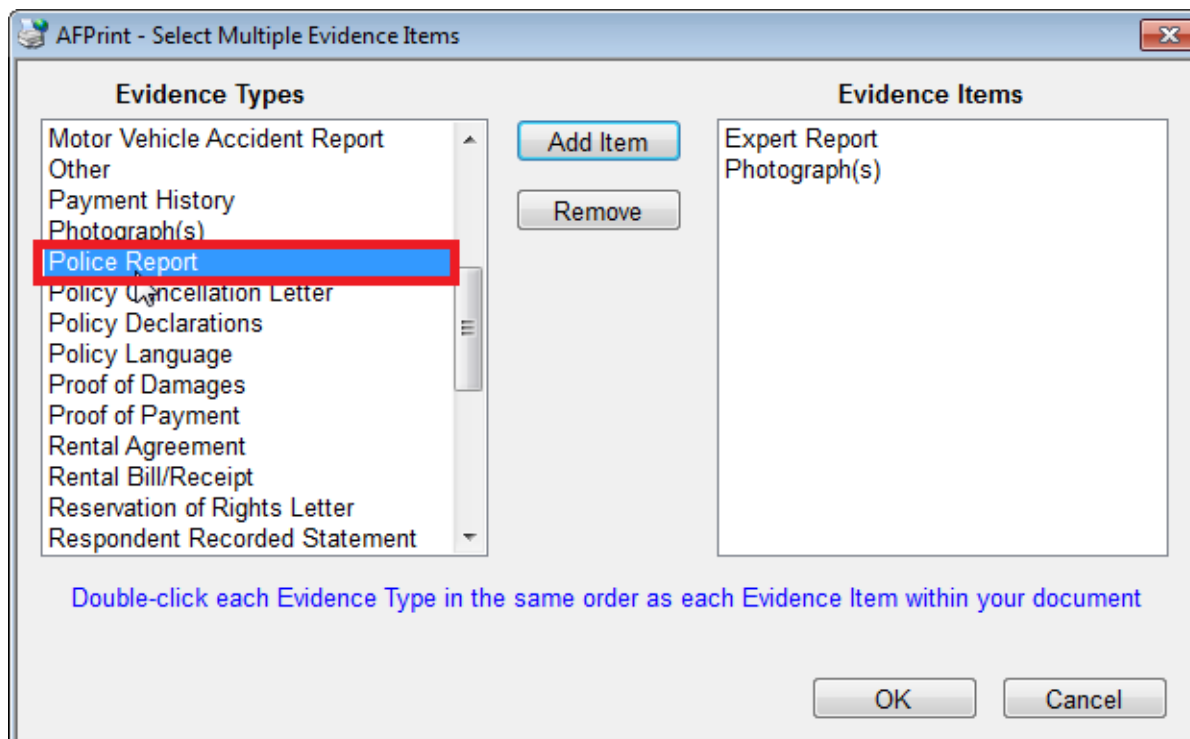 AFPrint - Select Multiple Evidence Items
Evidence Types
Motor Vehicle Accident Report
Other
Payment History
Photograph(s)
Police Report
Policy Cancellation Letter
Policy Declarations
Policy Language
Proof of Damages
Proof of Payment
Rental Agreement
Rental Bill/Receipt
Reservation of Rights Letter
Respondent Recorded Statement
Add Item
Remove
Evidence Items
Expert Report
Photograph(s)
Double-click each Evidence Type in the same order as each Evidence Item within your document
OK
Cancel